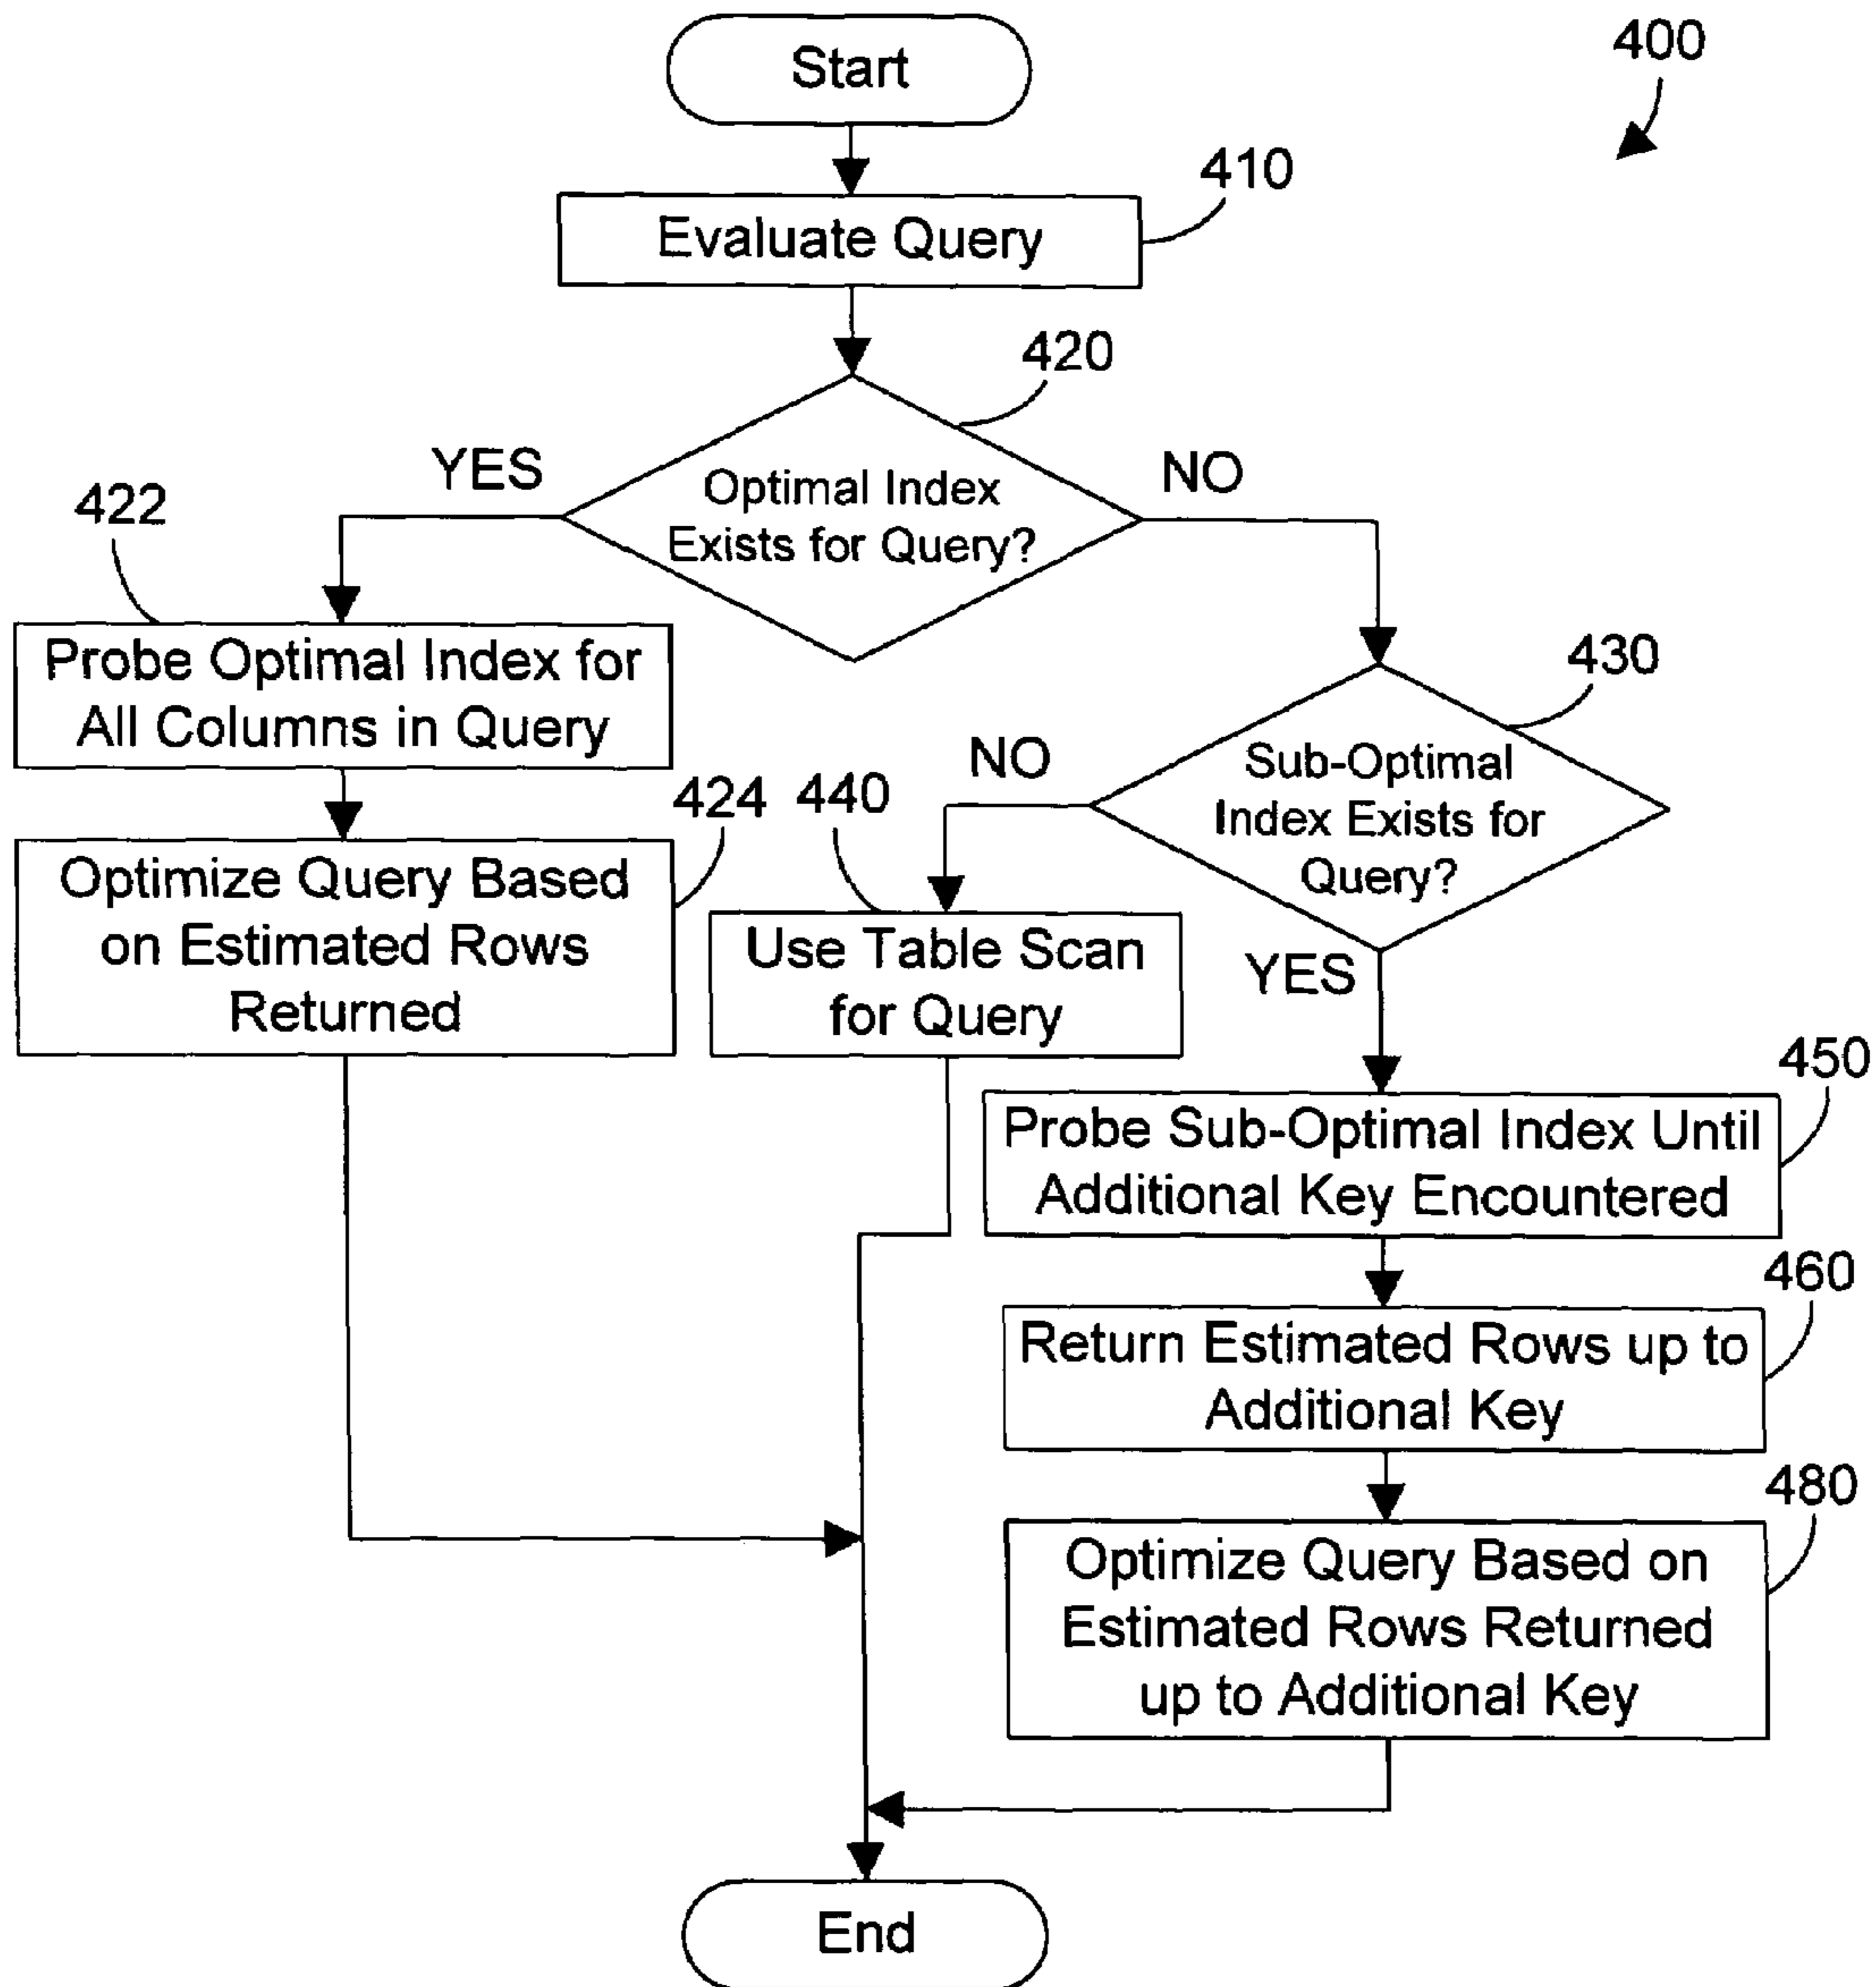 400
Start
410
Evaluate Query
420
YES
NO
Optimal Index
Exists for Query?
422
Probe Optimal Index for
All Columns in Query
430
NO
Sub-Optimal
Index Exists for
Query?
YES
424
Optimize Query Based
on Estimated Rows
Returned
440
Use Table Scan
for Query
450
Probe Sub-Optimal Index Until
Additional Key Encountered
460
Return Estimated Rows up to
Additional Key
480
Optimize Query Based on
Estimated Rows Returned
up to Additional Key
End